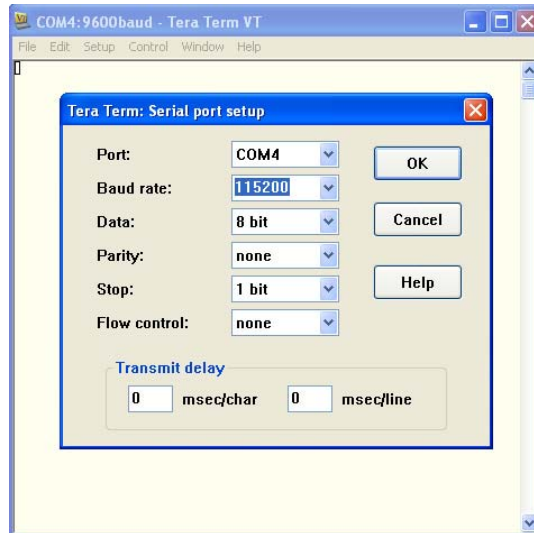 COM4:9600baud - Tera Term VT
File Edit Setup Control Window Help
Tera Term: Serial port setup
Port: COM4 OK
Baud rate: 115200
Data: 8 bit Cancel
Parity: none
Stop: 1 bit Help
Flow control: none
Transmit delay
0 msec/char 0 msec/line